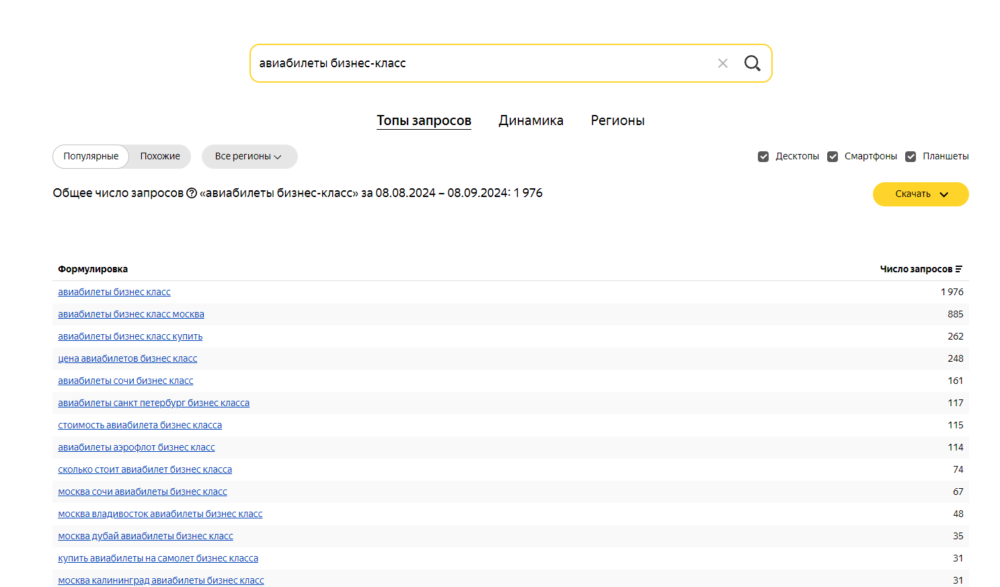 авиабилеты бизнес-класс
Топы запросов Динамика Регионы
Популярные Похожие Все регионы Десктопы Смартфоны Планшеты
Общее число запросов ? «авиабилеты бизнес-класс» за 08.08.2024 – 08.09.2024: 1 976 Скачать
Формулировка Число запросов
авиабилеты бизнес класс 1 976
авиабилеты бизнес класс москва 885
авиабилеты бизнес класс купить 262
цена авиабилетов бизнес класс 248
авиабилеты сочи бизнес класс 161
авиабилеты санкт петербург бизнес класса 117
стоимость авиабилета бизнес класса 115
авиабилеты аэрофлот бизнес класс 114
сколько стоит авиабилет бизнес класса 74
москва сочи авиабилеты бизнес класс 67
москва владивосток авиабилеты бизнес класс 48
москва дубай авиабилеты бизнес класс 35
купить авиабилеты на самолет бизнес класса 31
москва калининград авиабилеты бизнес класс 31